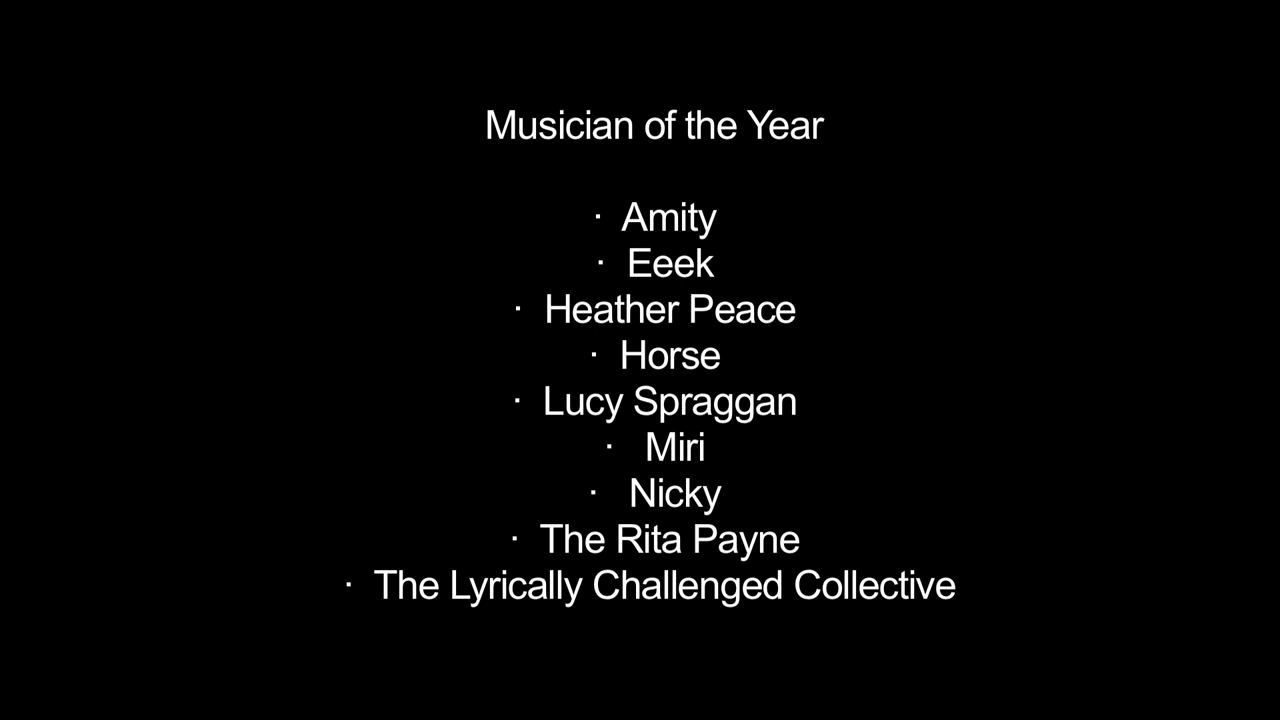 Musician of the Year
· Amity
· Eeek
· Heather Peace
· Horse
· Lucy Spraggan
· Miri
· Nicky
· The Rita Payne
· The Lyrically Challenged Collective